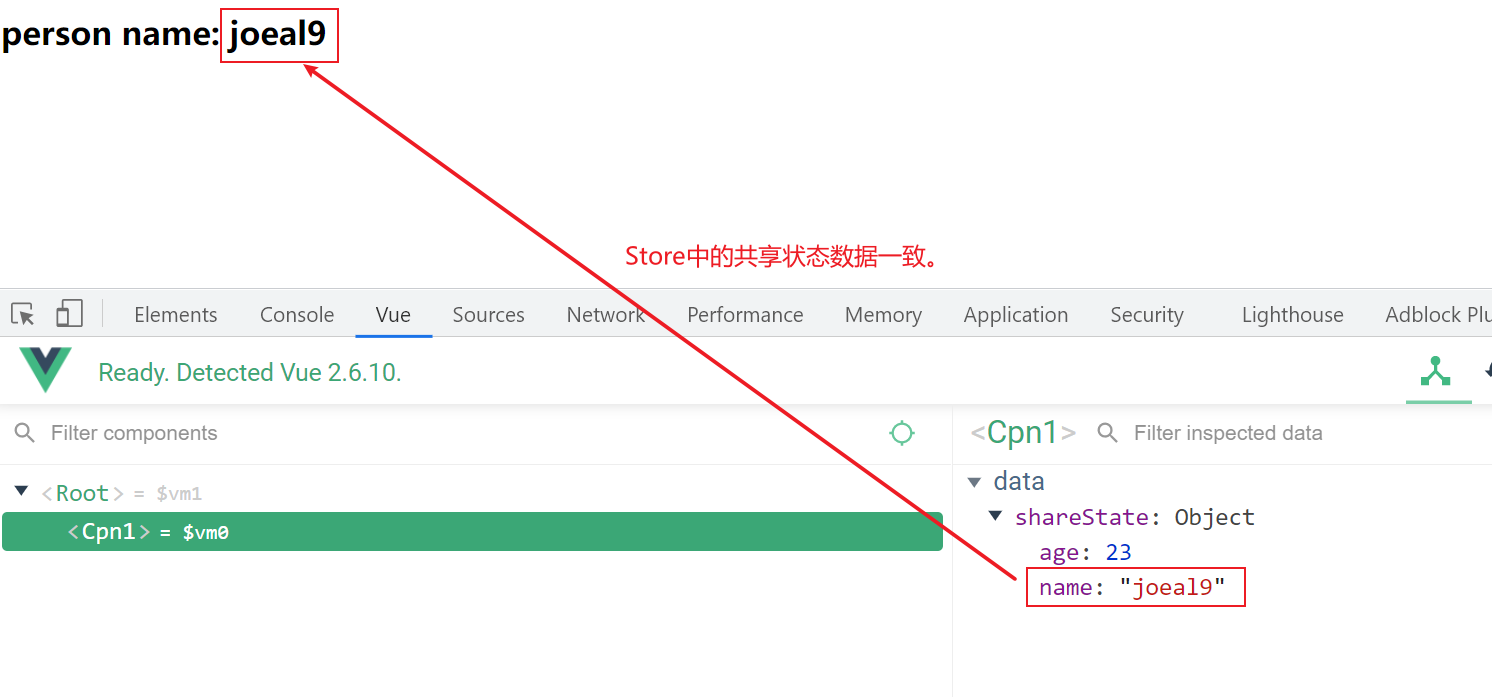 person name: joeal9
Store中的共享状态数据一致。
Elements Console Vue Sources Network Performance Memory Application Security Lighthouse Adblock Plu
Ready. Detected Vue 2.6.10.
Filter components
<Cpn1> Filter inspected data
<Root> = $vm1
<Cpn1> = $vm0
data
shareState: Object
age: 23
name: "joeal9"